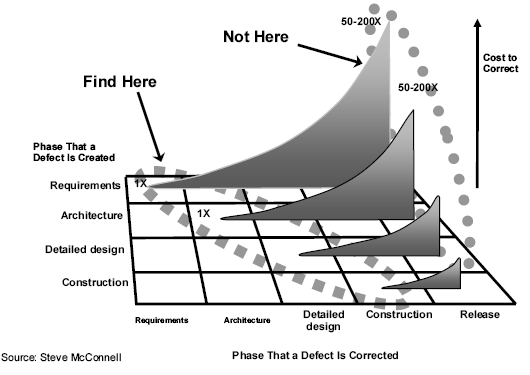 50-200X
Not Here
Cost to
Correct
Find Here
50-200X
Phase That a
Defect Is Created
Requirements
1X
Architecture
1X
Detailed design
Construction
Requirements
Architecture
Detailed
design
Construction
Release
Source: Steve McConnell
Phase That a Defect Is Corrected